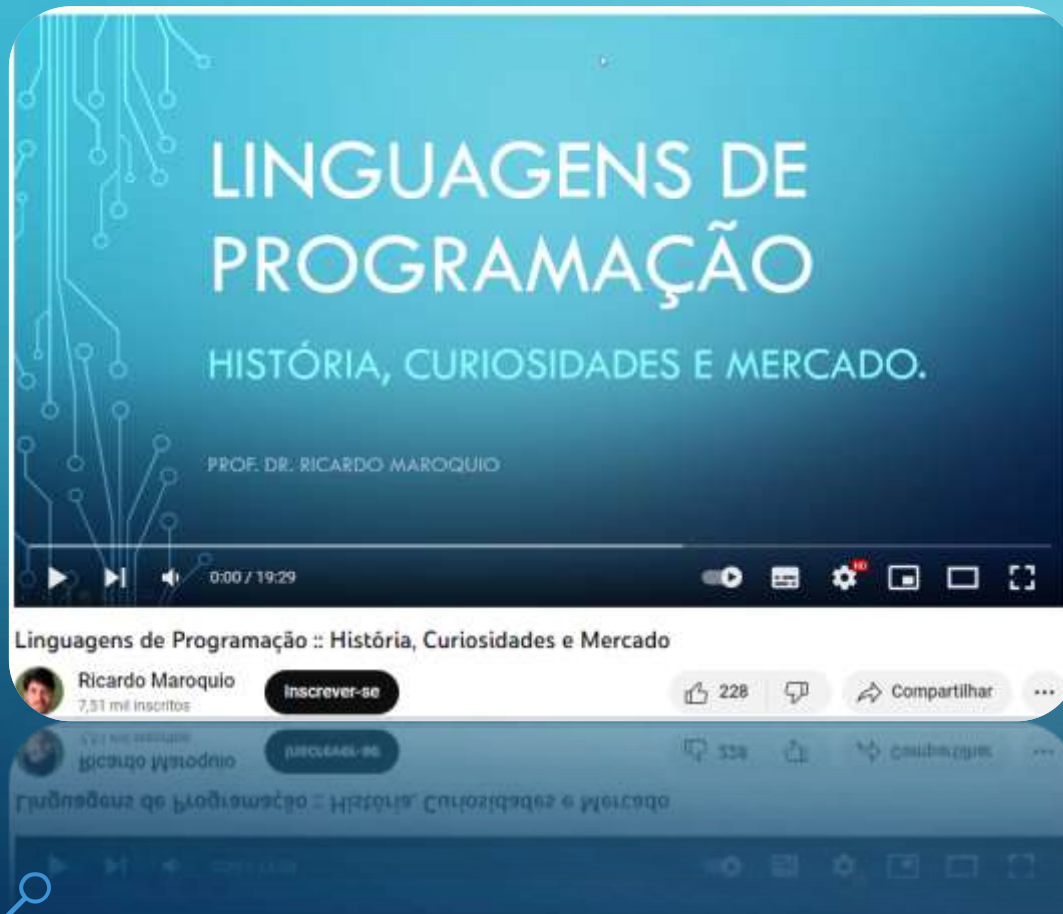 LINGUAGENS DE
PROGRAMAÇÃO
HISTÓRIA, CURIOSIDADES E MERCADO.
PROF. DR. RICARDO MAROQUIO
0:00 / 19:29
HD
Linguagens de Programação :: História, Curiosidades e Mercado
Ricardo Maroquio
7,51 mil inscritos
Inscrever-se
228
Compartilhar